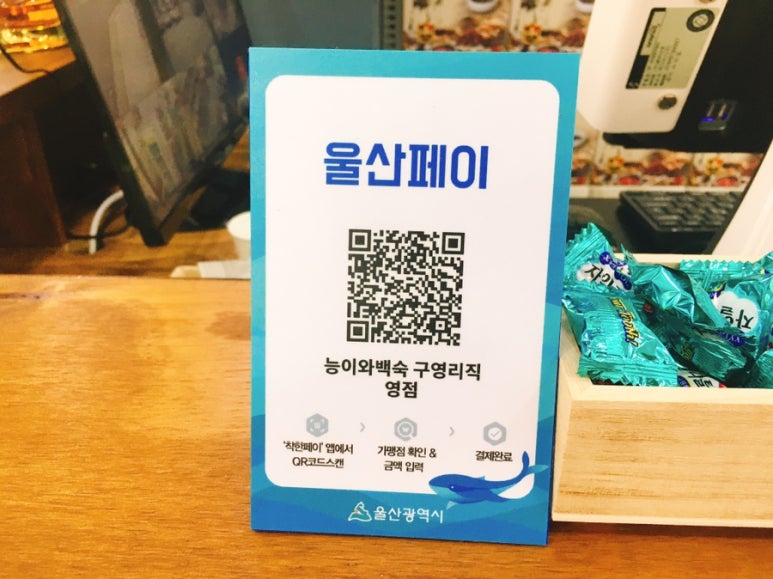 울산페이
능이와백숙 구영리직
영점
'착한페이' 앱에서
QR코드스캔
가맹점 확인 &
금액 입력
결제완료
울산광역시
자일